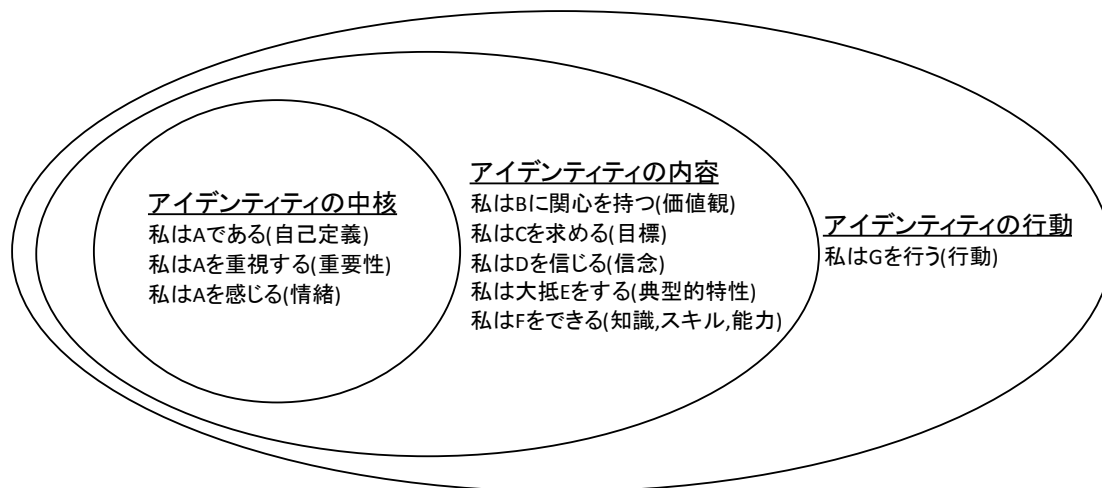 アイデンティティの中核
私はAである(自己定義)
私はAを重視する(重要性)
私はAを感じる(情緒)
アイデンティティの内容
私はBに関心を持つ(価値観)
私はCを求める(目標)
私はDを信じる(信念)
私は大抵Eをする(典型的特性)
私はFをできる(知識,スキル,能力)
アイデンティティの行動
私はGを行う(行動)